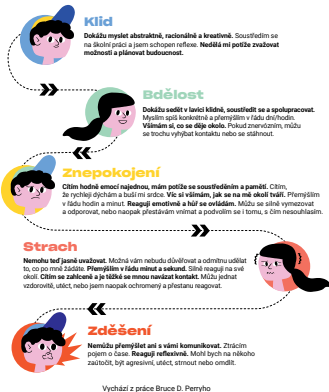 Klid
Dokážu myslet abstraktně, racionálně a kreativně. Soustředím se
na školní práci a jsem schopen reflexe. Nedělá mi potíže zvažovat
možnosti a plánovat budoucnost.
Bdělost
Dokážu sedět v lavici klidně, soustředit se a spolupracovat.
Myslím spíš konkrétně a přemýšlím v řádu dní/hodin.
Všímám si, co se děje okolo. Pokud znervózním, můžu
se trochu vyhýbat kontaktu nebo se stáhnout.
Znepokojení
Cítím hodně emocí najednou, mám potíže se soustředěním a pamětí. Cítím,
že rychleji dýchám a buší mi srdce. Víc si všímám, jak se na mě okolí tváří. Přemýšlím
v řádu hodin a minut. Reaguji emotivně a hůř se ovládám. Můžu se silně vymezovat
a odporovat, nebo naopak přestávám vnímat a podvolím se i tomu, s čím nesouhlasím.
Strach
Nemohu teď jasně uvažovat. Možná vám nebudu důvěřovat a odmítnu udělat
to, co po mně žádáte. Přemýšlím v řádu minut a sekund. Silně reaguji na své
okolí. Cítím se zahlceně a je těžké se mnou navázat kontakt. Můžu jednat
vzdorovitě, utéct, nebo jsem naopak ochromený a přestanu reagovat.
Zděšení
Nemůžu přemýšlet ani s vámi komunikovat. Ztrácím
pojem o čase. Reaguji reflexivně. Mohl bych na někoho
zaútočit, být agresivní, utéct, strnout nebo omdlít.
Vychází z práce Bruce D. Perryho